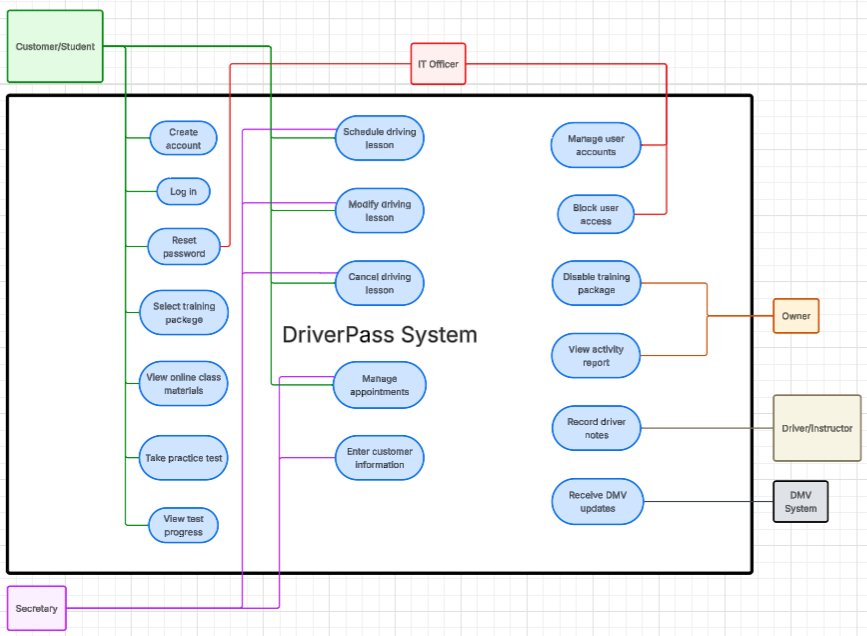 Customer/Student
IT Officer
Create
account
Log in
Reset
password
Select training
package
View online class
materials
Take practice test
View test
progress
Schedule driving
lesson
Modify driving
lesson
Cancel driving
lesson
DriverPass System
Manage
appointments
Enter customer
information
Manage user
accounts
Block user
access
Disable training
package
View activity
report
Record driver
notes
Receive DMV
updates
Owner
Driver/Instructor
DMV
System
Secretary